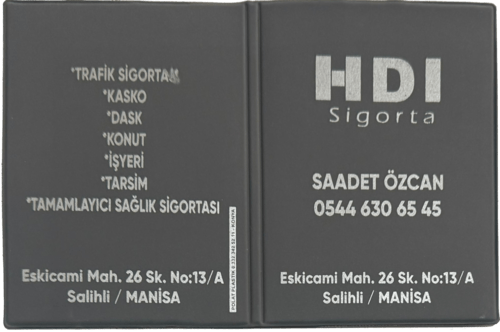 *TRAFİK SİGORTASI
*KASKO
*DASK
*KONUT
*İŞYERİ
*TARSİM
*TAMAMLAYICI SAĞLIK SİGORTASI
Eskicami Mah. 26 Sk. No:13/A
Salihli / MANİSA
HDI
Sigorta
SAADET ÖZCAN
0544 630 65 45
Eskicami Mah. 26 Sk. No:13/A
Salihli / MANİSA